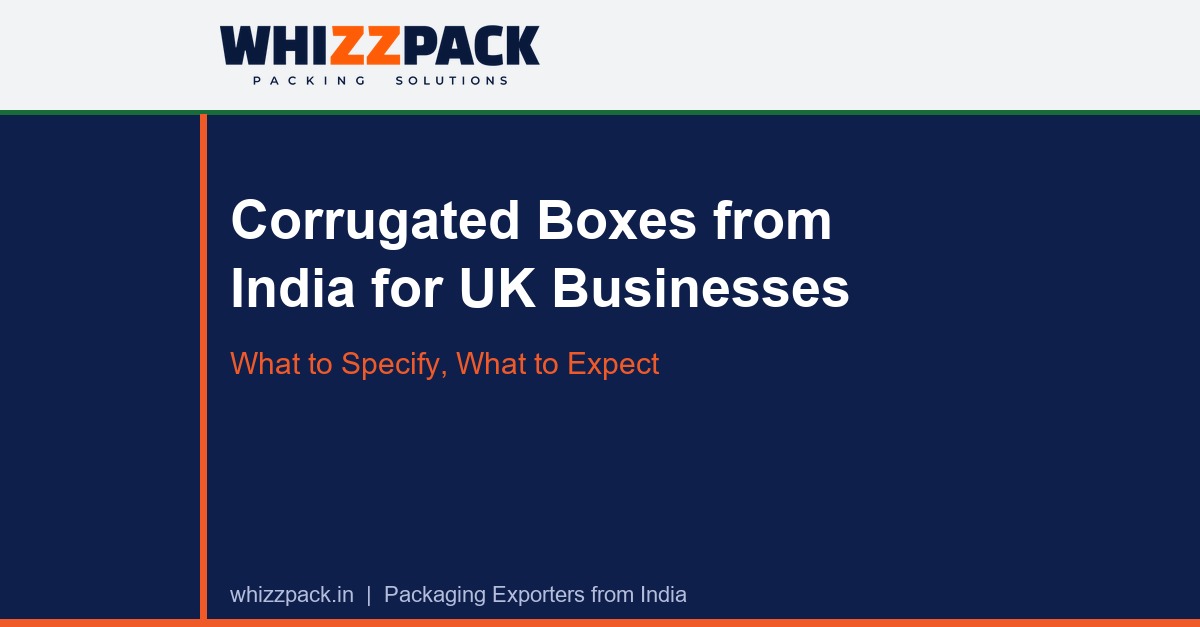 WHIZZPACK
PACKING SOLUTIONS
Corrugated Boxes from
India for UK Businesses
What to Specify, What to Expect
whizzpack.in | Packaging Exporters from India